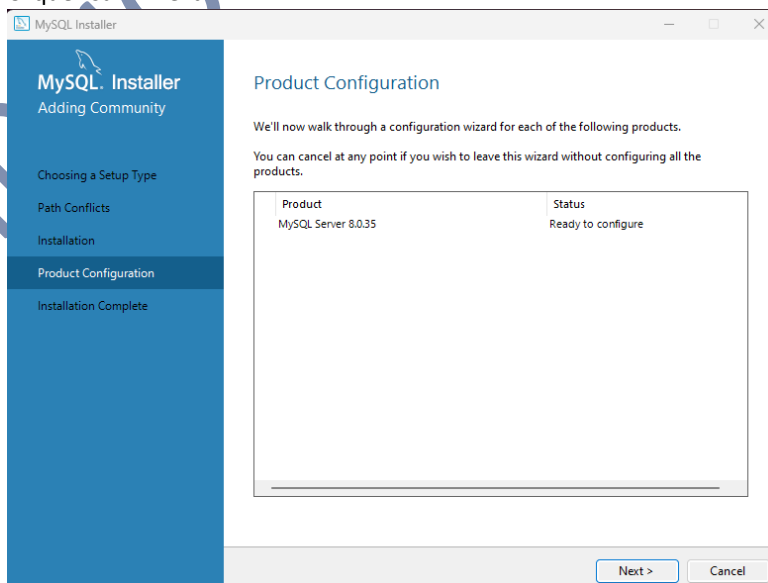 MySQL Installer
MySQL. Installer
Adding Community
Choosing a Setup Type
Path Conflicts
Installation
Product Configuration
Installation Complete
Product Configuration
We'll now walk through a configuration wizard for each of the following products.
You can cancel at any point if you wish to leave this wizard without configuring all the
products.
Product Status
MySQL Server 8.0.35 Ready to configure
Next > Cancel